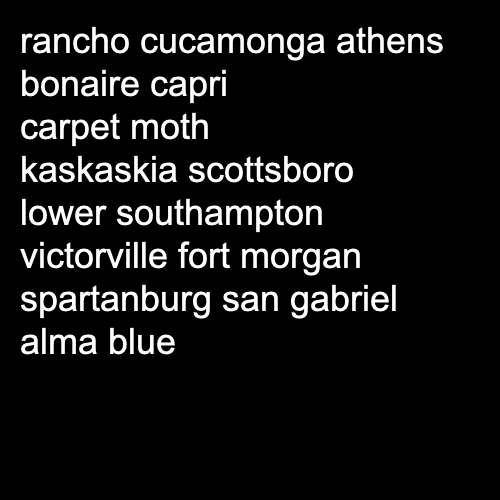 rancho cucamonga athens
bonaire capri
carpet moth
kaskaskia scottsboro
lower southampton
victorville fort morgan
spartanburg san gabriel
alma blue